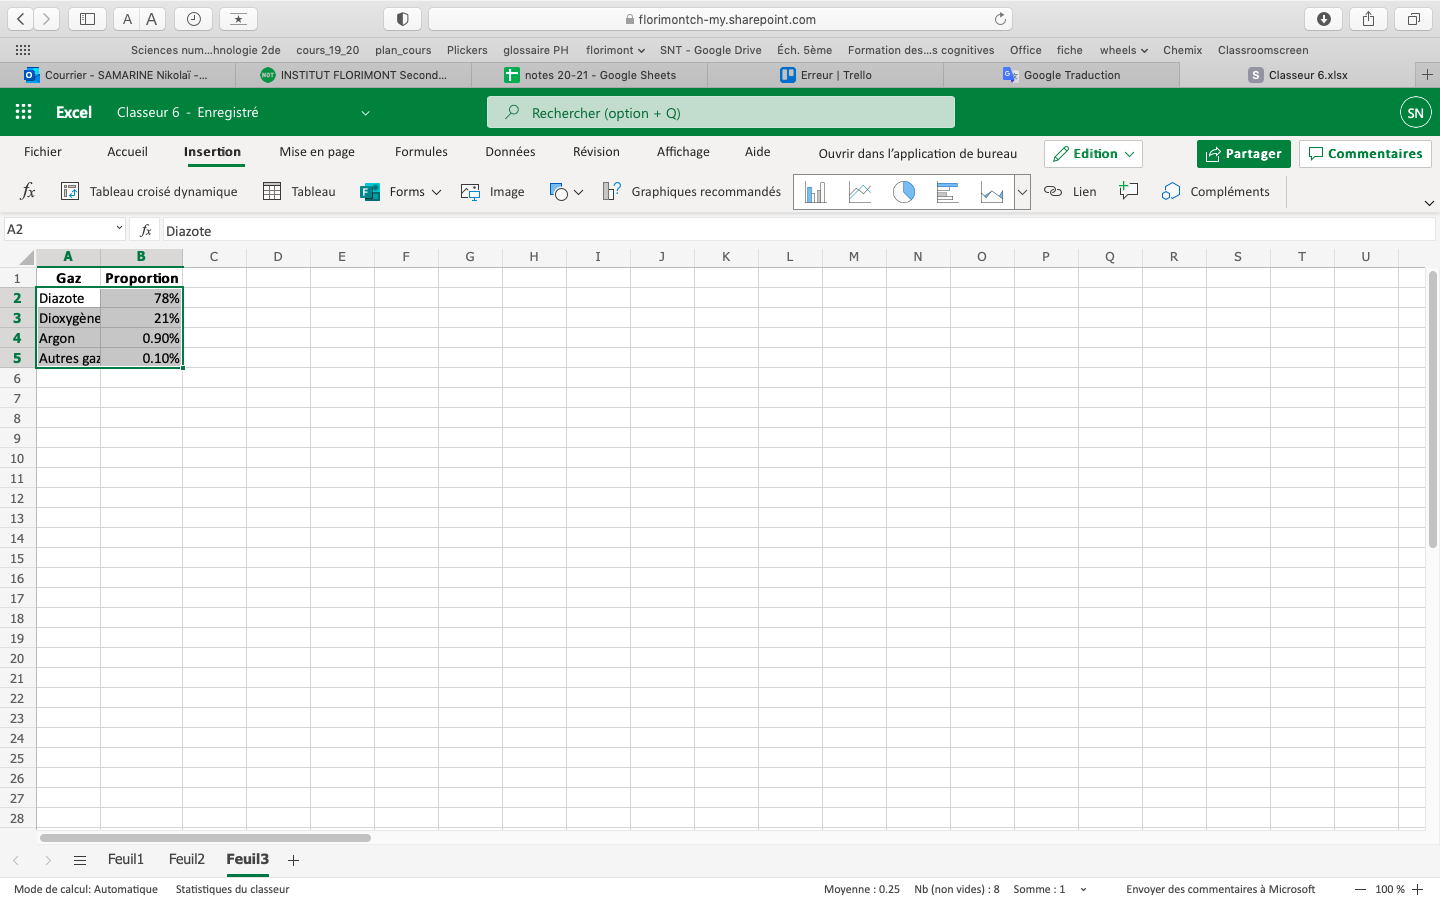 A A
florimontch-my.sharepoint.com
Sciences num...hnologie 2de cours_19_20 plan_cours Plickers glossaire PH florimont SNT - Google Drive Éch. 5ème Formation des...s cognitives Office fiche wheels Chemix Classroomscreen
Courrier - SAMARINE Nikolaï -... INSTITUT FLORIMONT Second... notes 20-21 - Google Sheets Erreur | Trello Google Traduction S Classeur 6.xlsx
Excel Classeur 6 - Enregistré Rechercher (option + Q) SN
Fichier Accueil Insertion Mise en page Formules Données Révision Affichage Aide Ouvrir dans l'application de bureau Edition Partager Commentaires
fx Tableau croisé dynamique Tableau Forms Image Graphiques recommandés Lien Compléments
A2 fx Diazote
A B C D E F G H I J K L M N O P Q R S T U
1 Gaz Proportion
2 Diazote 78%
3 Dioxygène 21%
4 Argon 0.90%
5 Autres gaz 0.10%
6
7
8
9
10
11
12
13
14
15
16
17
18
19
20
21
22
23
24
25
26
27
28
Feuil1 Feuil2 Feuil3
Mode de calcul: Automatique Statistiques du classeur Moyenne : 0.25 Nb (non vides) : 8 Somme : 1 Envoyer des commentaires à Microsoft 100 %